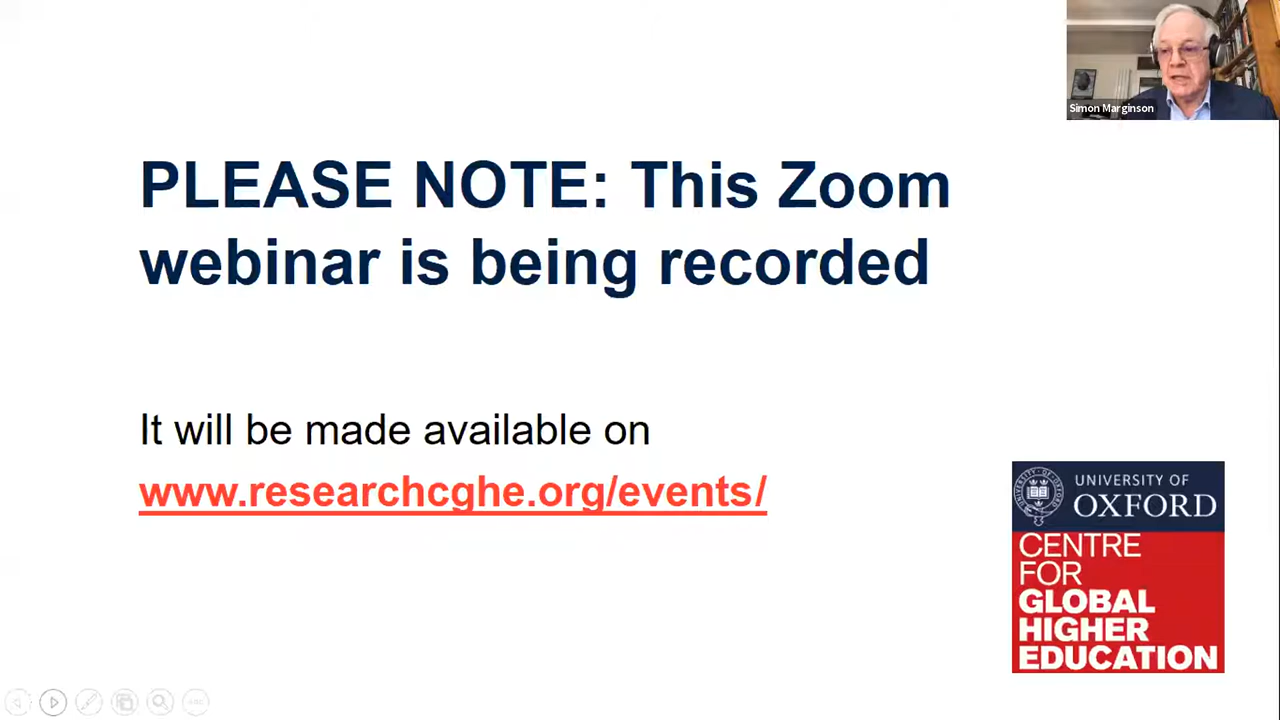 Simon Marginson
PLEASE NOTE: This Zoom
webinar is being recorded
It will be made available on
www.researchcghe.org/events/
UNIVERSITY OF
OXFORD
CENTRE
FOR
GLOBAL
HIGHER
EDUCATION